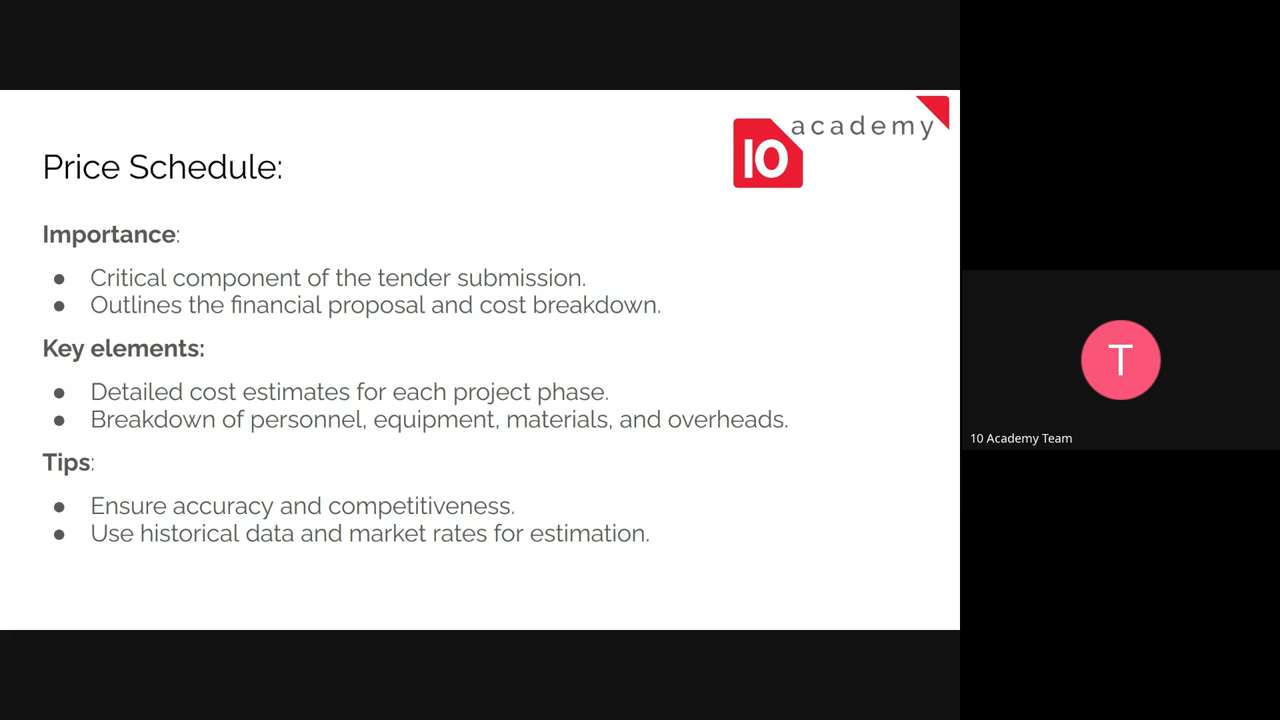 10 academy
Price Schedule:
Importance:
● Critical component of the tender submission.
● Outlines the financial proposal and cost breakdown.
Key elements:
● Detailed cost estimates for each project phase.
● Breakdown of personnel, equipment, materials, and overheads.
Tips:
● Ensure accuracy and competitiveness.
● Use historical data and market rates for estimation.
T
10 Academy Team